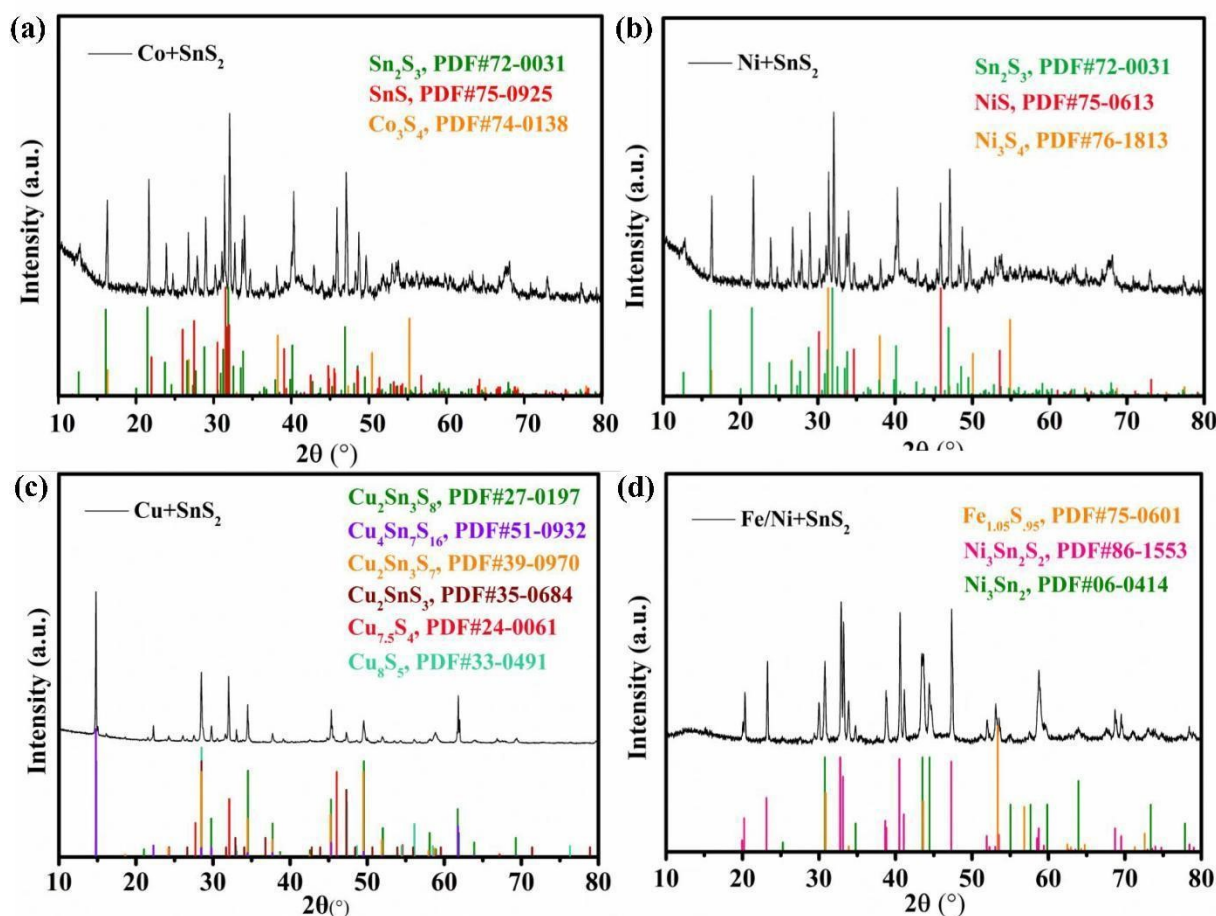 (a)
Co+SnS₂
Sn₂S₃, PDF#72-0031
SnS, PDF#75-0925
Co₃S₄, PDF#74-0138
Intensity (a.u.)
10 20 30 40 50 60 70 80
2θ (°)
(b)
Ni+SnS₂
Sn₂S₃, PDF#72-0031
NiS, PDF#75-0613
Ni₃S₄, PDF#76-1813
Intensity (a.u.)
10 20 30 40 50 60 70 80
2θ (°)
(c)
Cu+SnS₂
Cu₂Sn₃S₈, PDF#27-0197
Cu₄Sn₇S₁₆, PDF#51-0932
Cu₂Sn₃S₇, PDF#39-0970
Cu₂SnS₃, PDF#35-0684
Cu₇.₅S₄, PDF#24-0061
Cu₈S₅, PDF#33-0491
Intensity (a.u.)
10 20 30 40 50 60 70 80
2θ(°)
(d)
Fe/Ni+SnS₂
Fe₁.₀₅S.₉₅, PDF#75-0601
Ni₃Sn₂S₂, PDF#86-1553
Ni₃Sn₂, PDF#06-0414
Intensity (a.u.)
10 20 30 40 50 60 70 80
2θ (°)